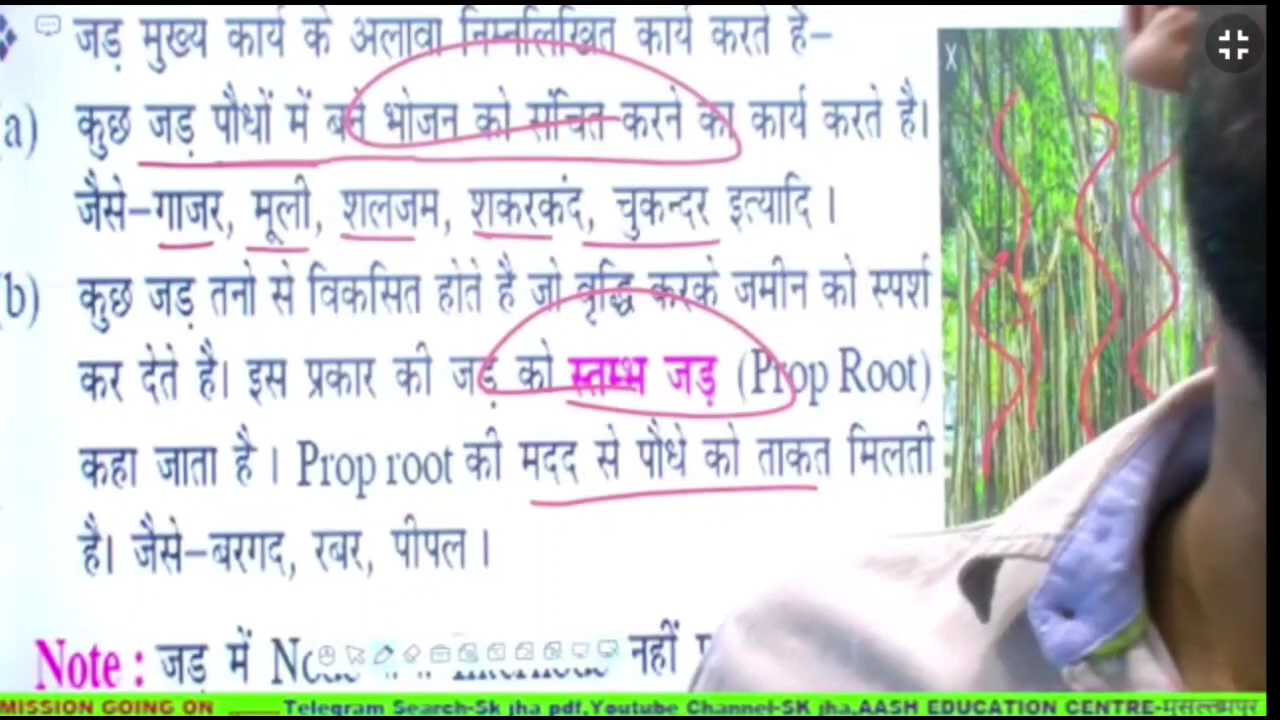 जड़ मुख्य कार्य के अलावा निम्नलिखित कार्य करते है–
a) कुछ जड़ पौधों में बने भोजन को संचित करने का कार्य करते है।
जैसे–गाजर, मूली, शलजम, शकरकंद, चुकन्दर इत्यादि ।
(b) कुछ जड़ तनो से विकसित होते है जो वृद्धि करके जमीन को स्पर्श
कर देते है। इस प्रकार की जड़ को स्तम्भ जड़ (Prop Root)
कहा जाता है । Prop root की मदद से पौधे को ताकत मिलती
है। जैसे–बरगद, रबर, पीपल ।
Note : जड़ में नहीं
MISSION GOING ON ____ Telegram Search-Sk jha pdf,Youtube Channel-SK jha,AASH EDUCATION CENTRE-